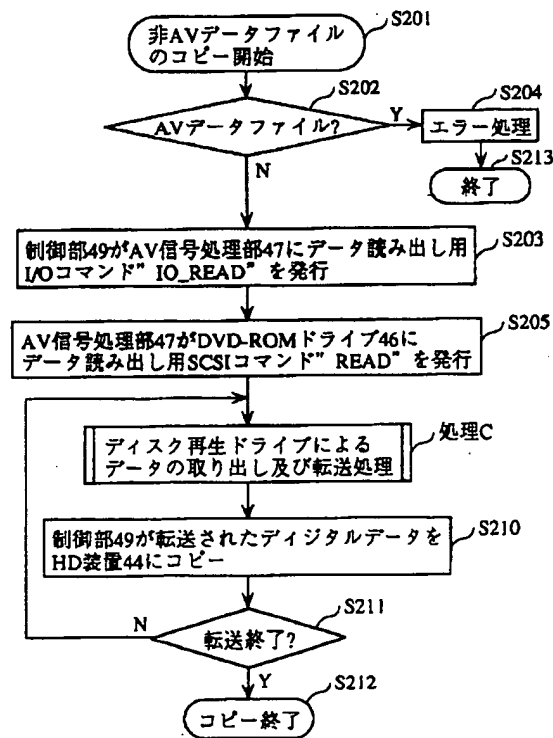 S201
非AVデータファイル
のコピー開始
S202
AVデータファイル?
Y
S204
エラー処理
S213
終了
N
S203
制御部49がAV信号処理部47にデータ読み出し用
I/Oコマンド"IO_READ"を発行
S205
AV信号処理部47がDVD-ROMドライブ46に
データ読み出し用SCSIコマンド"READ"を発行
処理C
ディスク再生ドライブによる
データの取り出し及び転送処理
S210
制御部49が転送されたディジタルデータを
HD装置44にコピー
S211
N
転送終了?
Y
S212
コピー終了